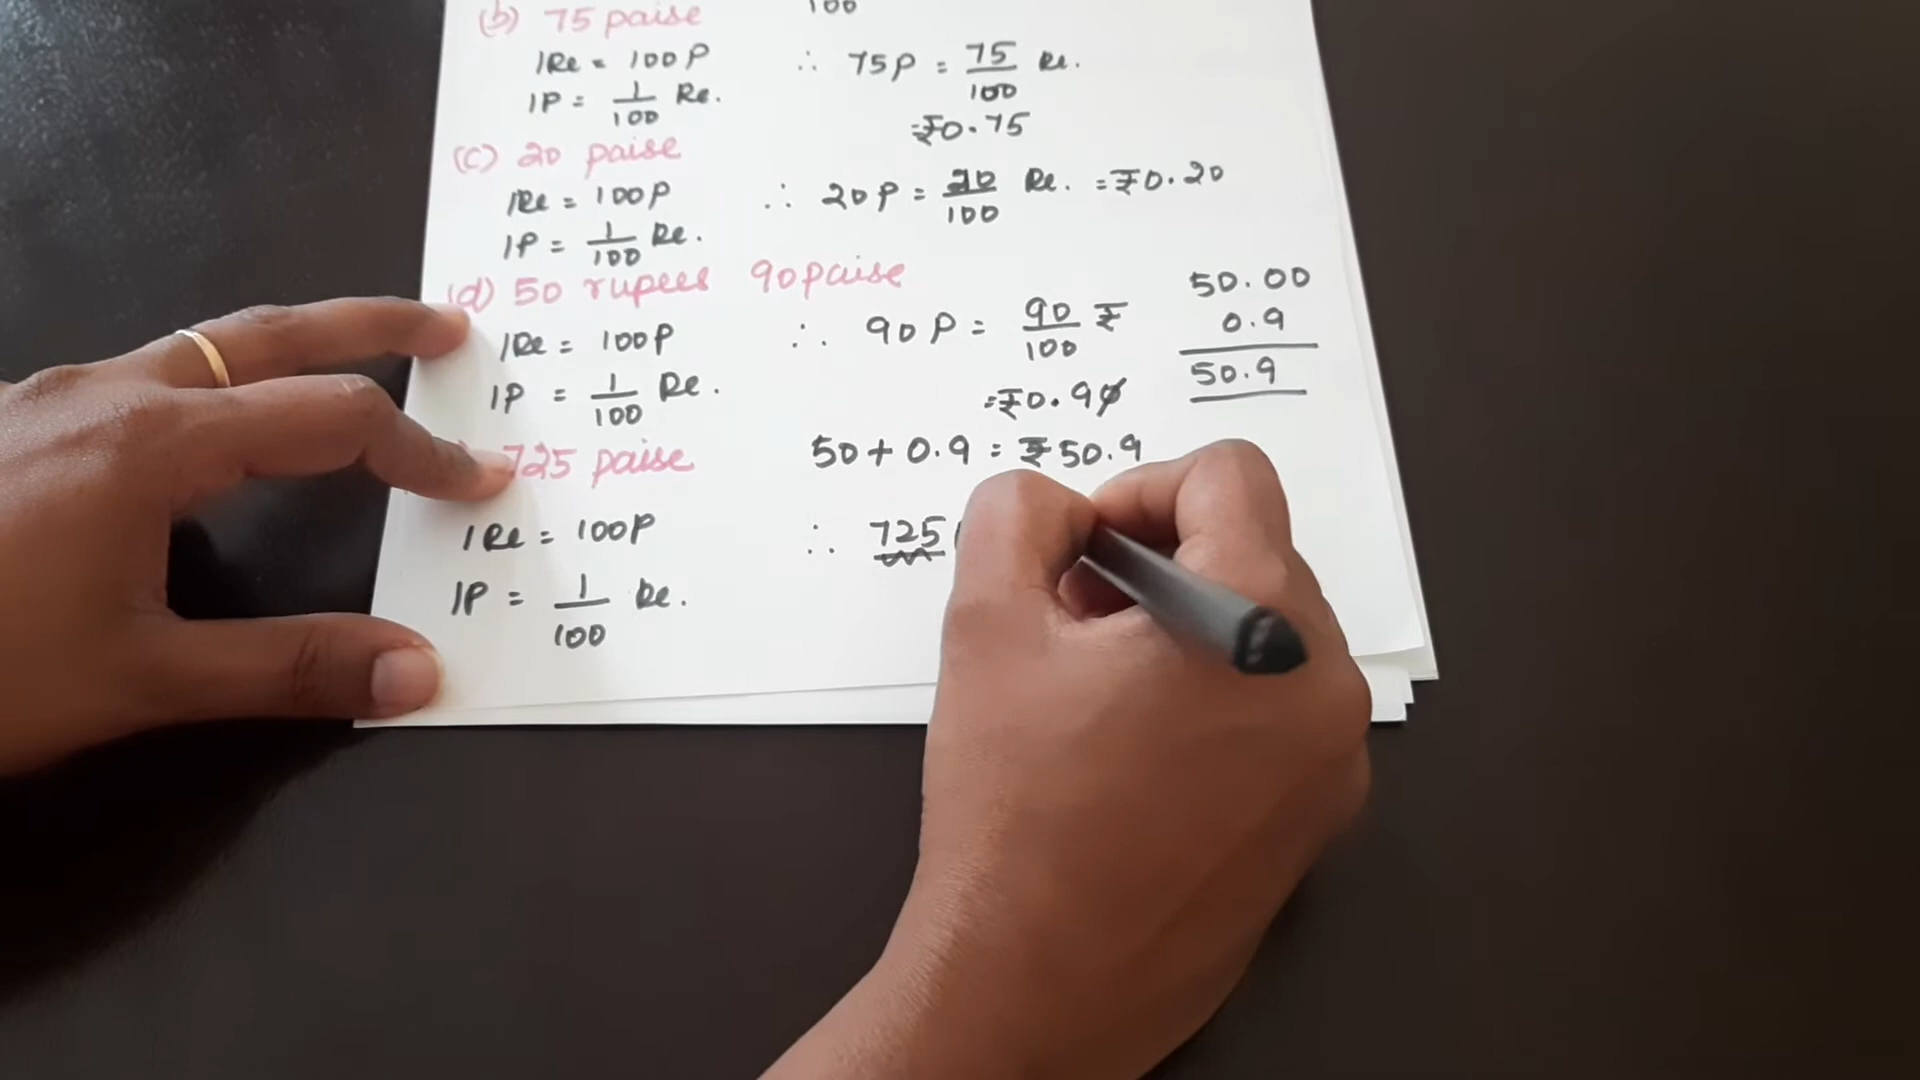 (b) 75 paise
100
1Re = 100P ∴ 75P = 75/100 Re.
1P = 1/100 Re.
=₹0.75
(c) 20 paise
1Re = 100P ∴ 20P = 20/100 Re. = ₹0.20
1P = 1/100 Re.
(d) 50 rupees 90paise
1Re = 100P ∴ 90P = 90/100 ₹
1P = 1/100 Re.
=₹0.90
50.00
0.9
50.9
50 + 0.9 = ₹50.9
725 paise
1Re = 100P ∴ 725
1P = 1/100 Re.